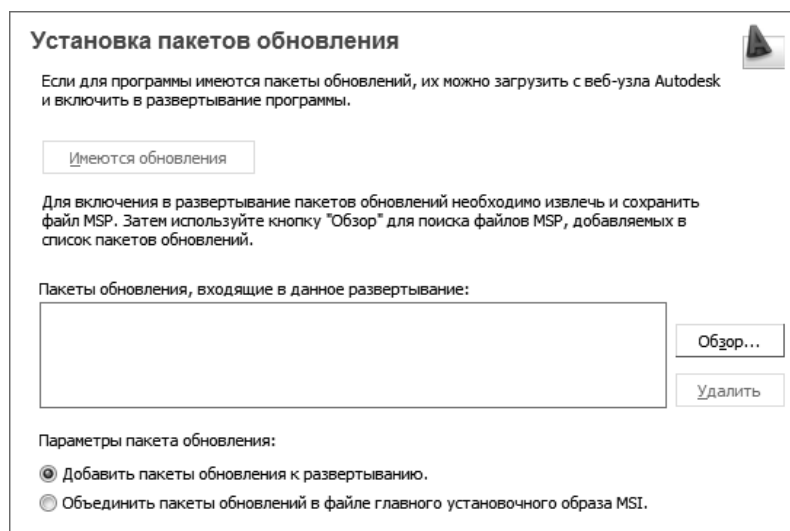 Установка пакетов обновления
Если для программы имеются пакеты обновлений, их можно загрузить с веб-узла Autodesk
и включить в развертывание программы.
Имеются обновления
Для включения в развертывание пакетов обновлений необходимо извлечь и сохранить
файл MSP. Затем используйте кнопку "Обзор" для поиска файлов MSP, добавляемых в
список пакетов обновлений.
Пакеты обновления, входящие в данное развертывание:
Обзор...
Удалить
Параметры пакета обновления:
Добавить пакеты обновления к развертыванию.
Объединить пакеты обновлений в файле главного установочного образа MSI.